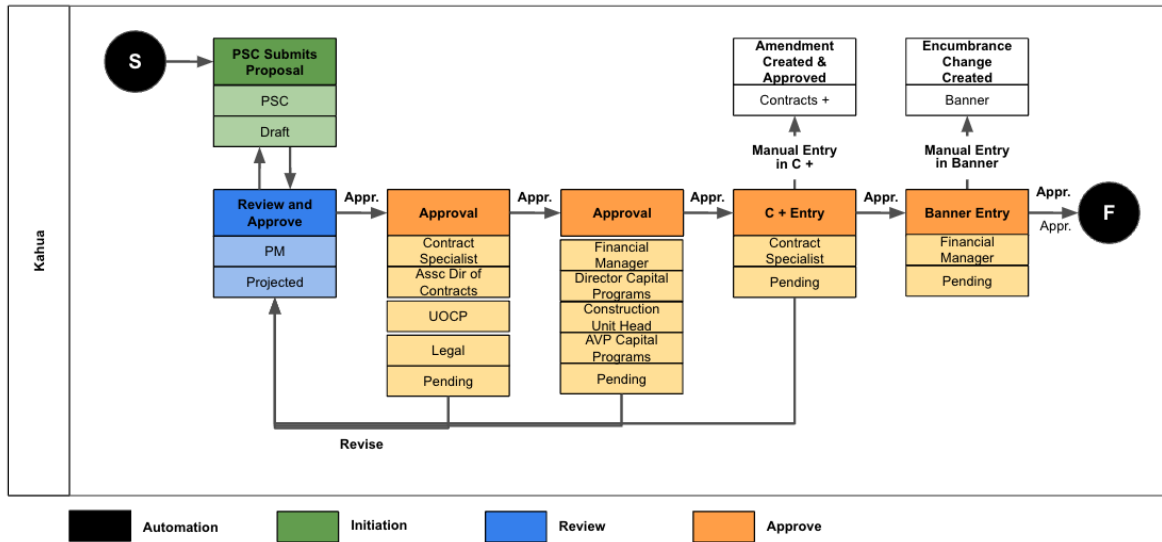 Kahua
S
PSC Submits
Proposal
PSC
Draft
Amendment
Created &
Approved
Contracts +
Encumbrance
Change
Created
Banner
Manual Entry
in C +
Manual Entry
in Banner
Review and
Approve
PM
Projected
Appr.
Approval
Contract
Specialist
Assc Dir of
Contracts
UOCP
Legal
Pending
Appr.
Approval
Financial
Manager
Director Capital
Programs
Construction
Unit Head
AVP Capital
Programs
Pending
Appr.
C + Entry
Contract
Specialist
Pending
Appr.
Banner Entry
Financial
Manager
Pending
Appr.
Appr.
F
Revise
Automation
Initiation
Review
Approve